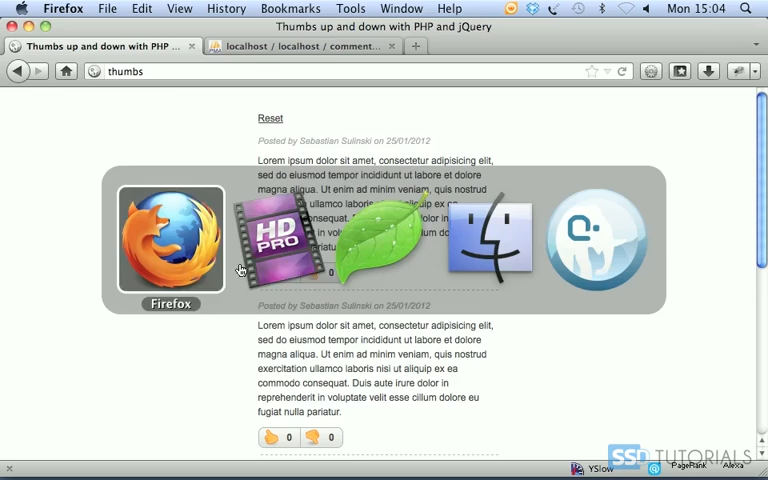 Firefox File Edit View History Bookmarks Tools Window Help Mon 15:04
Thumbs up and down with PHP and jQuery
Thumbs up and down with PHP ... localhost / localhost / comment...
thumbs
Reset
Posted by Sebastian Sulinski on 25/01/2012
Lorem ipsum dolor sit amet, consectetur adipisicing elit,
sed do eiusmod tempor incididunt ut labore et dolore
magna aliqua. Ut enim ad minim veniam, quis nostrud
ullamco laboris nisi ut aliquip ex ea
HD
PRO
0
Firefox
Posted by Sebastian Sulinski on 25/01/2012
Lorem ipsum dolor sit amet, consectetur adipisicing elit,
sed do eiusmod tempor incididunt ut labore et dolore
magna aliqua. Ut enim ad minim veniam, quis nostrud
exercitation ullamco laboris nisi ut aliquip ex ea
commodo consequat. Duis aute irure dolor in
reprehenderit in voluptate velit esse cillum dolore eu
fugiat nulla pariatur.
0 0
SSD TUTORIALS
YSlow PageRank Alexa